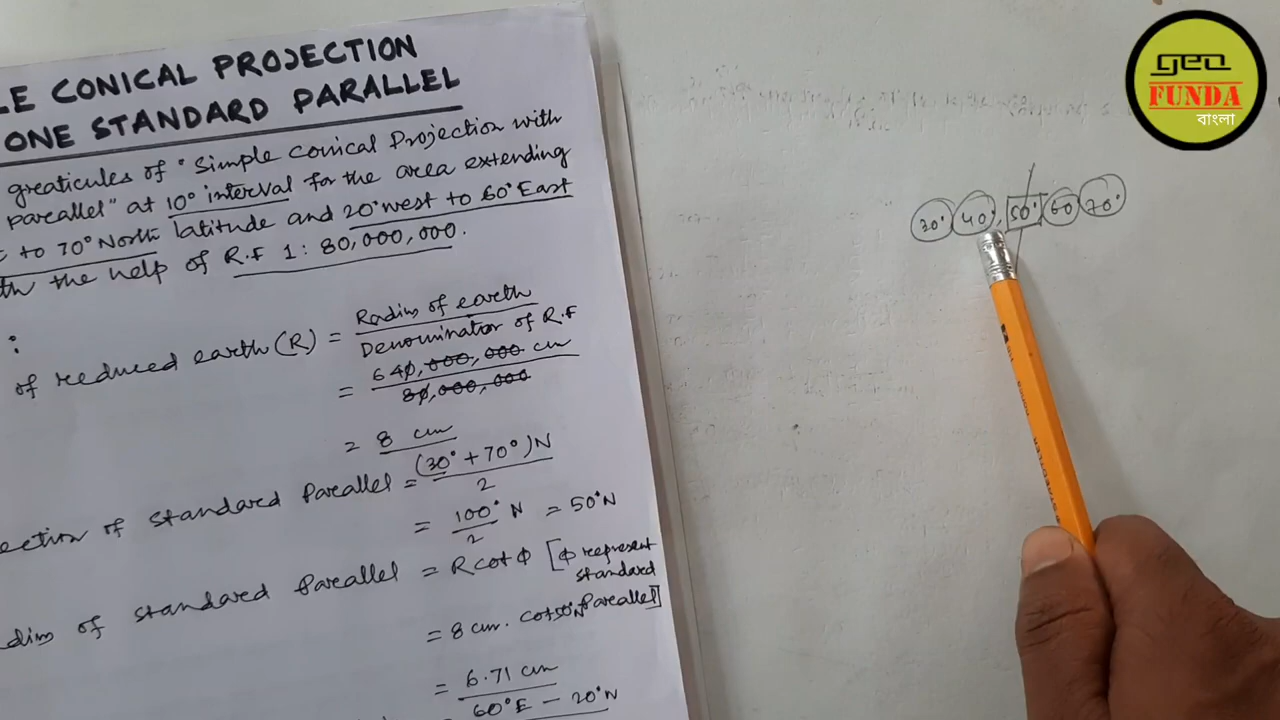 LE CONICAL PROJECTION
ONE STANDARD PARALLEL
greaticules of "Simple Conical Projection with
parallel" at 10° interval for the area extending
to 70° North latitude and 20° west to 60° East
the help of R.F 1: 80,000,000.
:
of reduced earth (R) = Radius of earth
Denominator of R.F
= 640,000,000 cm
80,000,000
= 8 cm
ection of standard Parallel = (30° + 70°) N
2
= 100° N = 50°N
2
of standard Parallel = R cot φ [φ represent
standard
Parallel]
= 8 cm. cot 50°N
= 6.71 cm
60°E - 20°N
30° 40°, 50° 60 70°
geo
FUNDA
বাংলা